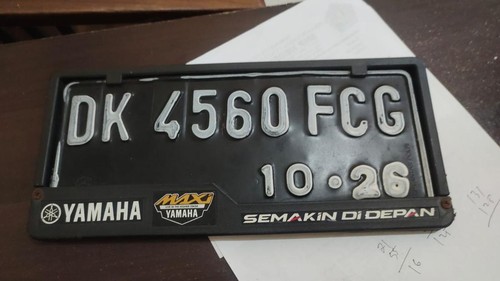 DK 4560 FCG
10·26
YAMAHA MAXi YAMAHA SEMAKiN Di DEPAN